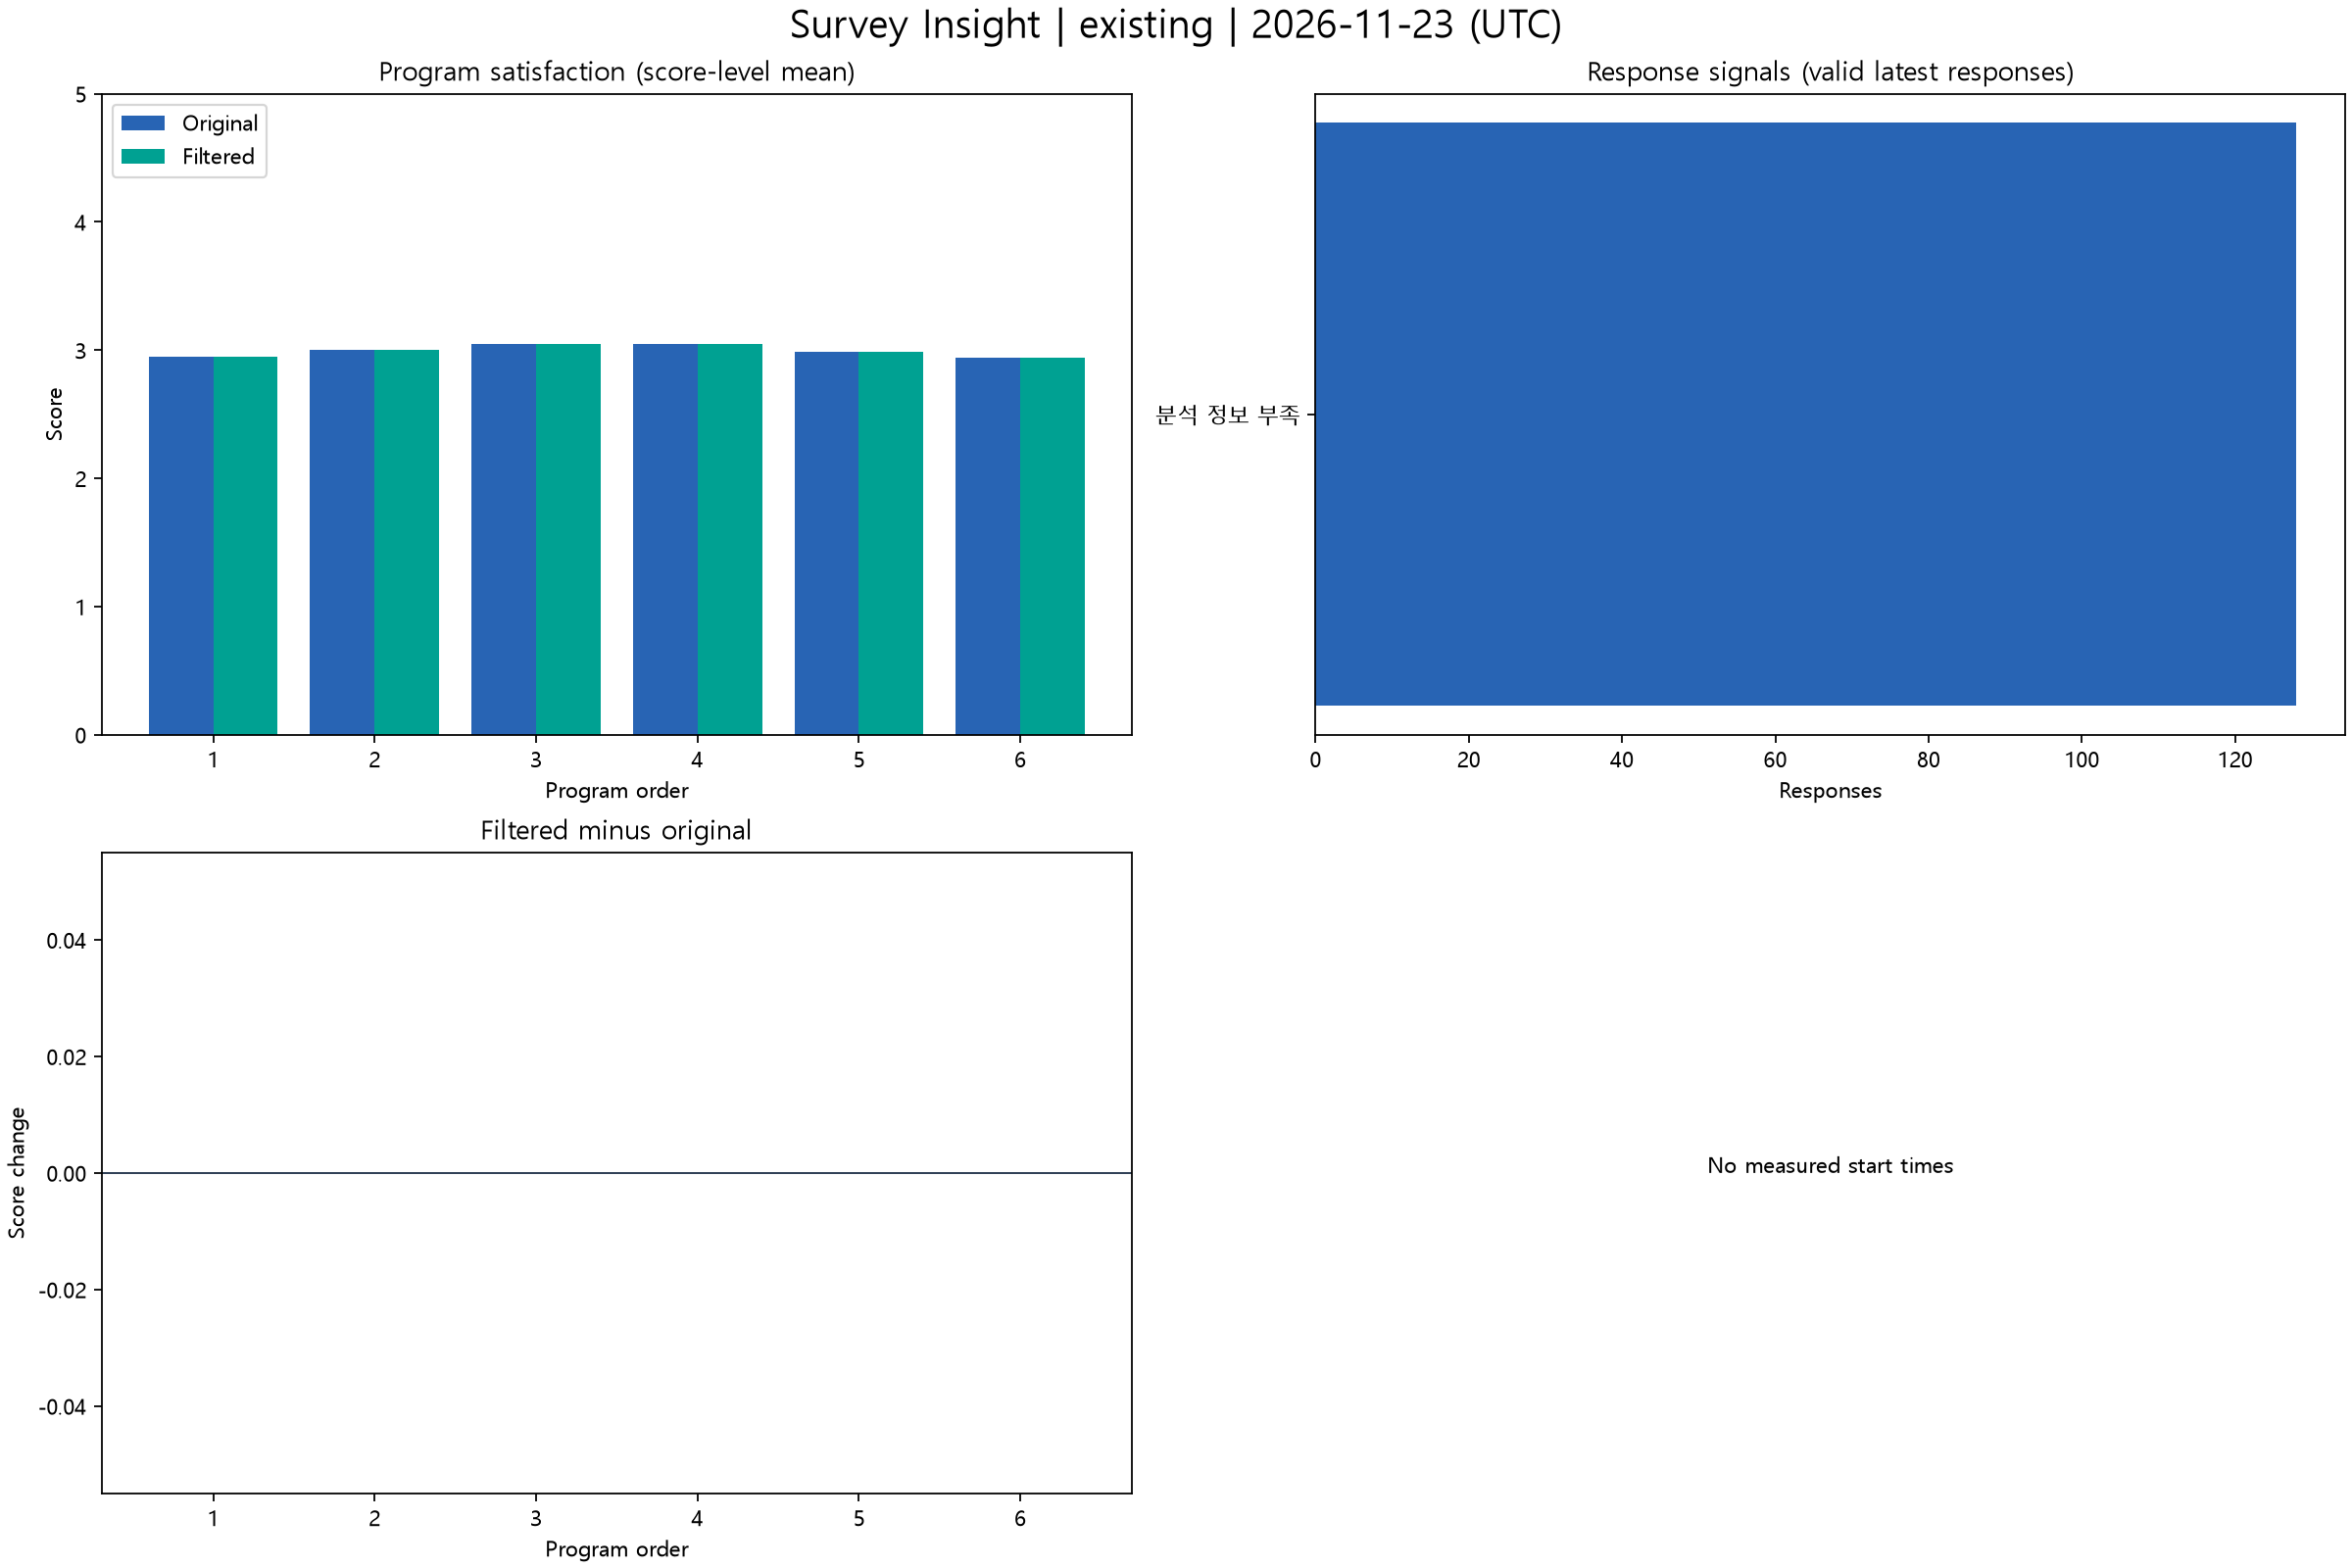 Survey Insight | existing | 2026-11-23 (UTC)
Program satisfaction (score-level mean)
Original
Filtered
5
4
3
2
1
0
Score
1 2 3 4 5 6
Program order
Response signals (valid latest responses)
분석 정보 부족
0 20 40 60 80 100 120
Responses
Filtered minus original
0.04
0.02
0.00
-0.02
-0.04
Score change
1 2 3 4 5 6
Program order
No measured start times